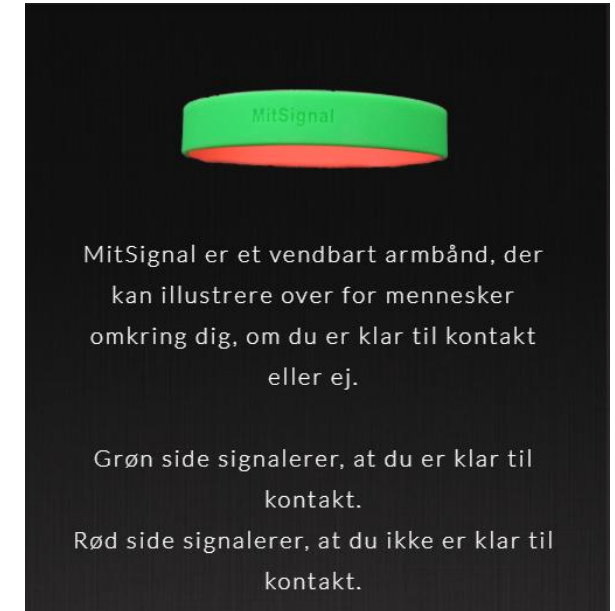 MitSignal
MitSignal er et vendbart armbånd, der
kan illustrere over for mennesker
omkring dig, om du er klar til kontakt
eller ej.
Grøn side signalerer, at du er klar til
kontakt.
Rød side signalerer, at du ikke er klar til
kontakt.